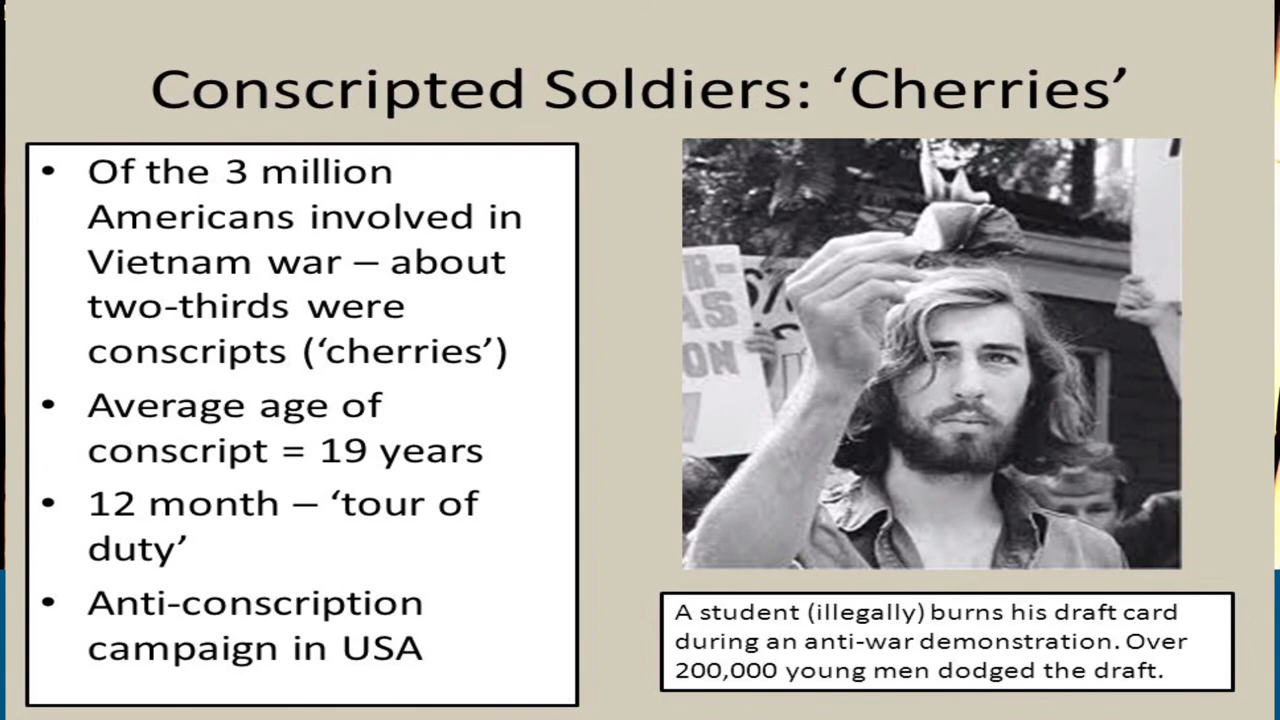 Conscripted Soldiers: ‘Cherries’
• Of the 3 million
Americans involved in
Vietnam war – about
two-thirds were
conscripts (‘cherries’)
• Average age of
conscript = 19 years
• 12 month – ‘tour of
duty’
• Anti-conscription
campaign in USA
R-
AS
ON
A student (illegally) burns his draft card
during an anti-war demonstration. Over
200,000 young men dodged the draft.